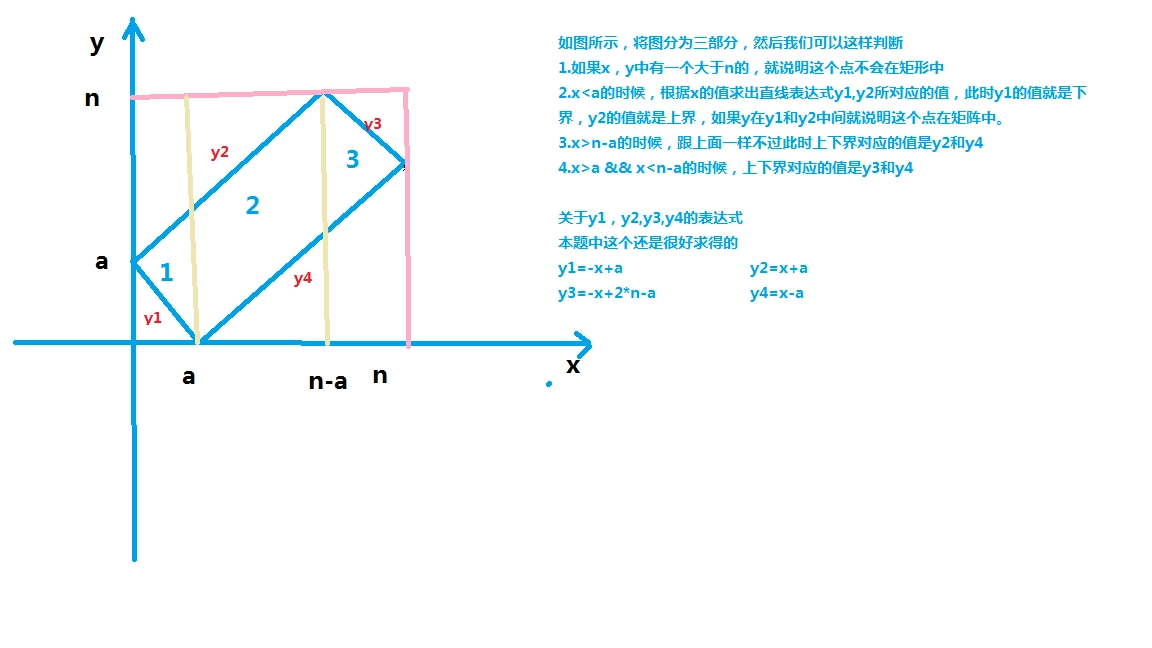 y
n
a
y2
y3
3
2
1
y4
y1
a
n-a
n
x
如图所示，将图分为三部分，然后我们可以这样判断
1.如果x，y中有一个大于n的，就说明这个点不会在矩形中
2.x<a的时候，根据x的值求出直线表达式y1,y2所对应的值，此时y1的值就是下
界，y2的值就是上界，如果y在y1和y2中间就说明这个点在矩阵中。
3.x>n-a的时候，跟上面一样不过此时上下界对应的值是y2和y4
4.x>a && x<n-a的时候，上下界对应的值是y3和y4
关于y1，y2,y3,y4的表达式
本题中这个还是很好求得的
y1=-x+a y2=x+a
y3=-x+2*n-a y4=x-a